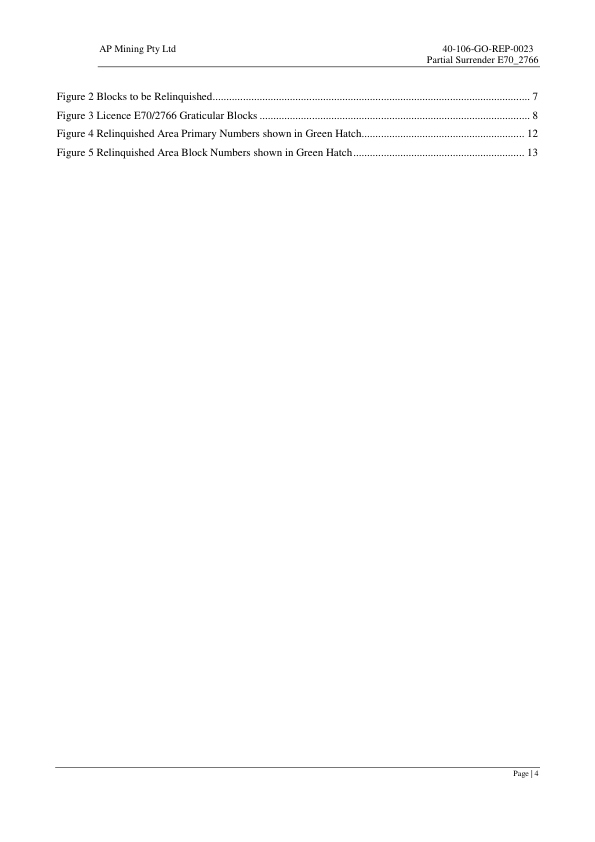 AP Mining Pty Ltd 40-106-GO-REP-0023
Partial Surrender E70_2766
Figure 2 Blocks to be Relinquished.......................................................................................................................... 7
Figure 3 Licence E70/2766 Graticular Blocks ........................................................................................................ 8
Figure 4 Relinquished Area Primary Numbers shown in Green Hatch.............................................................. 12
Figure 5 Relinquished Area Block Numbers shown in Green Hatch................................................................. 13
Page | 4